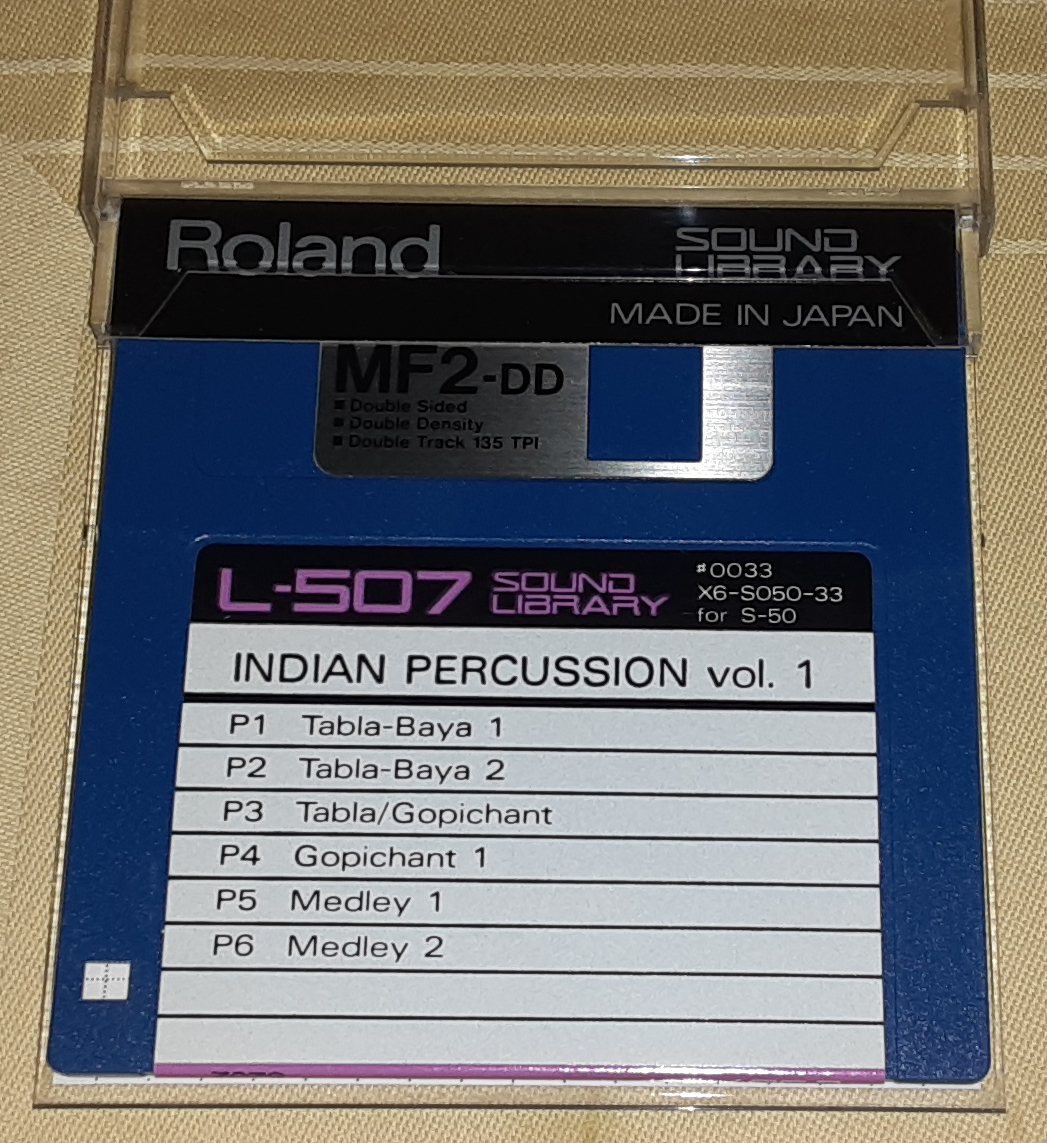 Roland
SOUND
LIBRARY
MADE IN JAPAN
MF2-DD
Double Sided
Double Density
Double Track 135 TPI
L-507 SOUND LIBRARY
#0033
X6-S050-33
for S-50
INDIAN PERCUSSION vol. 1
P1 Tabla-Baya 1
P2 Tabla-Baya 2
P3 Tabla/Gopichant
P4 Gopichant 1
P5 Medley 1
P6 Medley 2